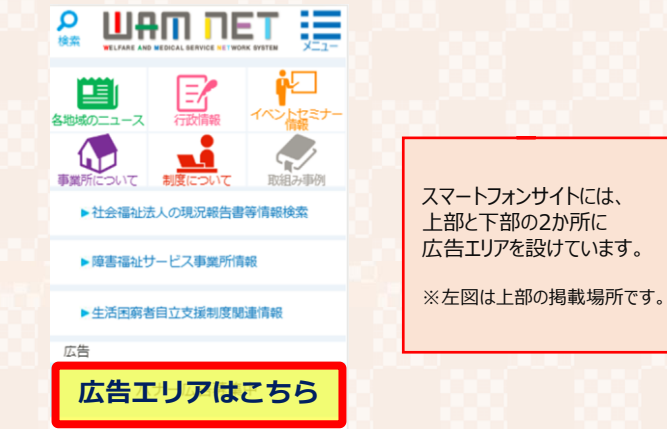 検索
WAM NET
WELFARE AND MEDICAL SERVICE NETWORK SYSTEM
メニュー
各地域のニュース
行政情報
イベントセミナー
情報
事業所について
制度について
取組み事例
▶社会福祉法人の現況報告書等情報検索
▶障害福祉サービス事業所情報
▶生活困窮者自立支援制度関連情報
広告
広告エリアはこちら
スマートフォンサイトには、
上部と下部の2か所に
広告エリアを設けています。
※左図は上部の掲載場所です。